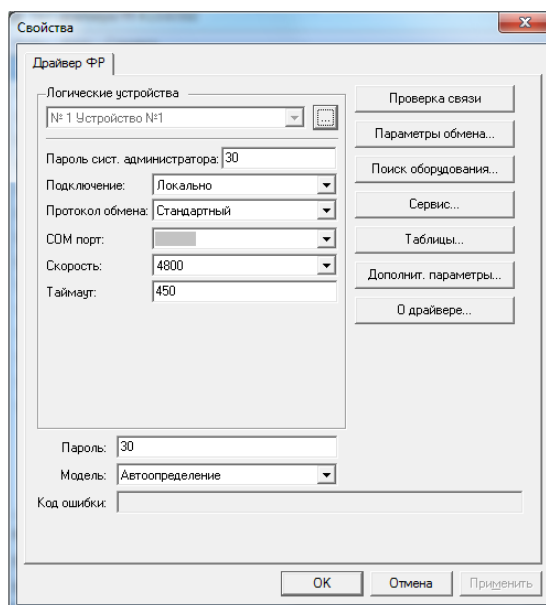 Свойства
Драйвер ФР
Логические устройства
№ 1 Устройство №1
...
Пароль сист. администратора: 30
Подключение: Локально
Протокол обмена: Стандартный
COM порт:
Скорость: 4800
Таймаут: 450
Проверка связи
Параметры обмена...
Поиск оборудования...
Сервис...
Таблицы...
Дополнит. параметры...
О драйвере...
Пароль: 30
Модель: Автоопределение
Код ошибки:
OK
Отмена
Применить